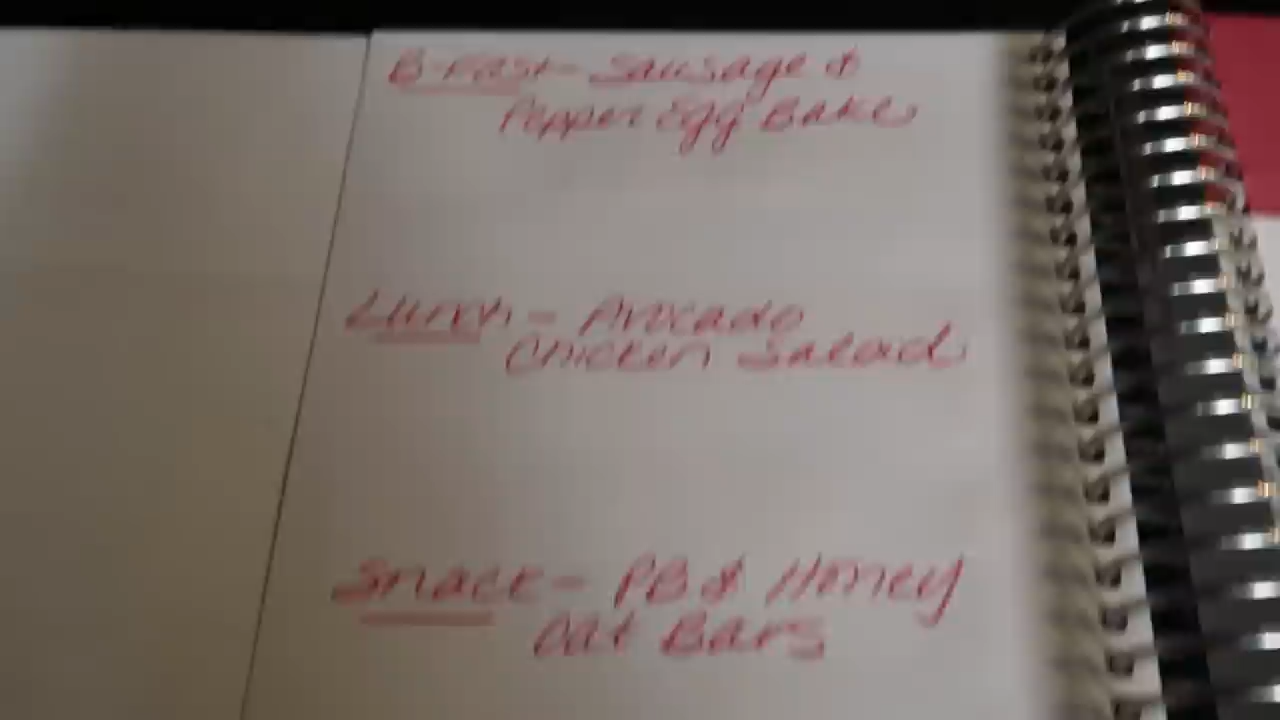 B-Fast- Sausage &
Pepper Egg Bake
Lunch - Avocado
Chicken Salad
Snack - PB & Honey
Oat Bars